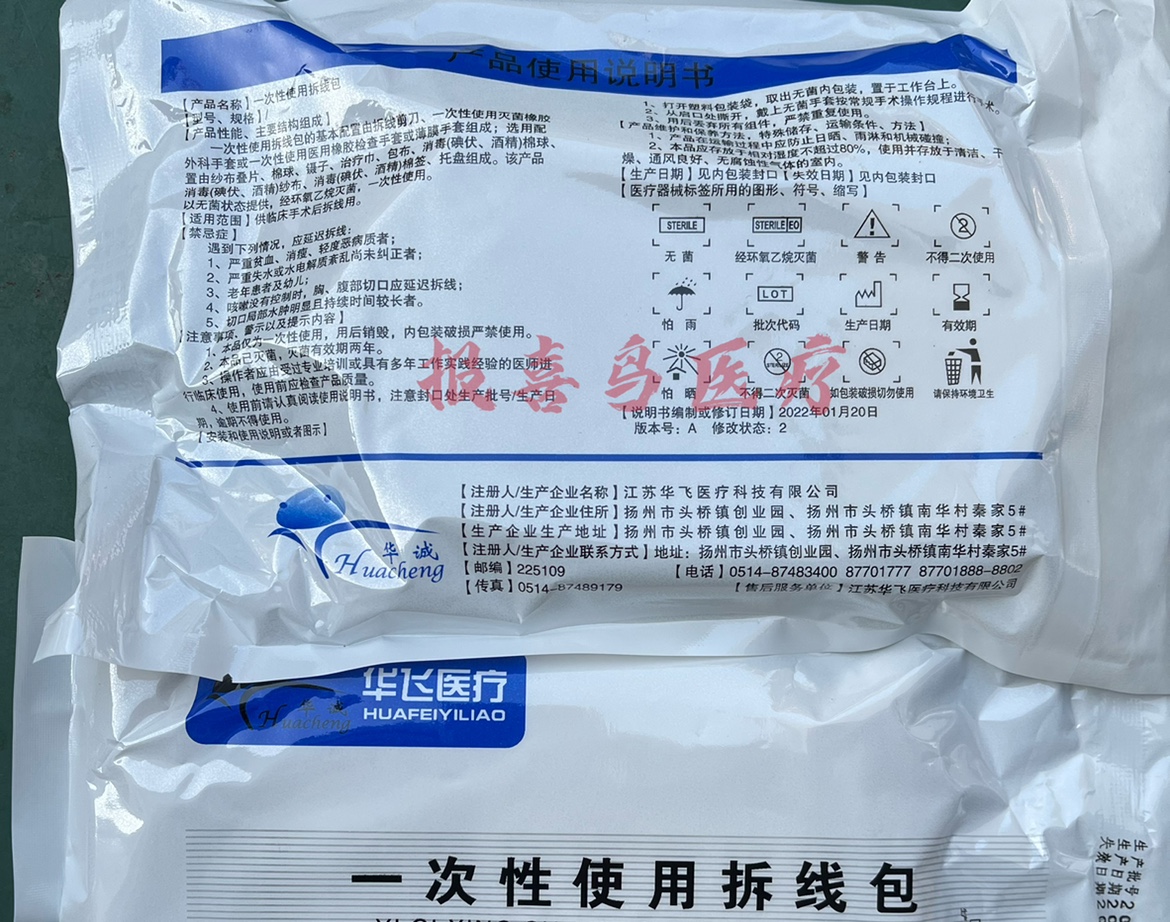 产品使用说明书
【产品名称】一次性使用拆线包
【型号、规格】/
【产品性能、主要结构组成】
一次性使用拆线包的基本配置由拆线剪刀、一次性使用灭菌橡胶
外科手套或一次性使用医用橡胶检查手套或薄膜手套组成；选用配
置由纱布叠片、棉球、镊子、治疗巾、包布、消毒(碘伏、酒精)棉球、
消毒(碘伏、酒精)纱布、消毒(碘伏、酒精)棉签、托盘组成。该产品
以无菌状态提供，经环氧乙烷灭菌，一次性使用。
【适用范围】供临床手术后拆线用。
【禁忌症】
遇到下列情况，应延迟拆线：
1、严重贫血、消瘦、轻度恶病质者；
2、严重失水或水电解质紊乱尚未纠正者；
3、老年患者及幼儿；
4、咳嗽没有控制时，胸、腹部切口应延迟拆线；
5、切口局部水肿明显且持续时间较长者。
【注意事项、警示以及提示内容】
1、本品仅为一次性使用，用后销毁，内包装破损严禁使用。
2、本品已灭菌，灭菌有效期两年。
3、操作者应由受过专业培训或具有多年工作实践经验的医师进
行临床使用，使用前应检查产品质量。
4、使用前请认真阅读使用说明书，注意封口处生产批号/生产日
期，逾期不得使用。
【安装和使用说明或者图示】
1、打开塑料包装袋，取出无菌内包装，置于工作台上。
2、从启口处撕开，戴上无菌手套按常规手术操作规程进行手术。
3、用后丢弃所有组件，严禁重复使用。
【产品维护和保养方法，特殊储存、运输条件、方法】
1、产品在运输过程中应防止日晒、雨淋和机械碰撞；
2、本品应存放于相对湿度不超过80%，使用并存放于清洁、干
燥、通风良好、无腐蚀性气体的室内。
【生产日期】见内包装封口【失效日期】见内包装封口
【医疗器械标签所用的图形、符号、缩写】
STERILE STERILE EO 2
无菌 经环氧乙烷灭菌 警告 不得二次使用
LOT
怕雨 批次代码 生产日期 有效期
怕晒 不得二次灭菌 如包装破损切勿使用 请保持环境卫生
报喜鸟医疗
【说明书编制或修订日期】2022年01月20日
版本号：A 修改状态：2
华诚
Huacheng
【注册人/生产企业名称】江苏华飞医疗科技有限公司
【注册人/生产企业住所】扬州市头桥镇创业园、扬州市头桥镇南华村秦家5#
【生产企业生产地址】扬州市头桥镇创业园、扬州市头桥镇南华村秦家5#
【注册人/生产企业联系方式】地址：扬州市头桥镇创业园、扬州市头桥镇南华村秦家5#
【邮编】225109 【电话】0514-87483400 87701777 87701888-8802
【传真】0514-87489179 【售后服务单位】江苏华飞医疗科技有限公司
华诚
Huacheng
华飞医疗
HUAFEIYILIAO
一次性使用拆线包
生产批号
生产日期
失效日期